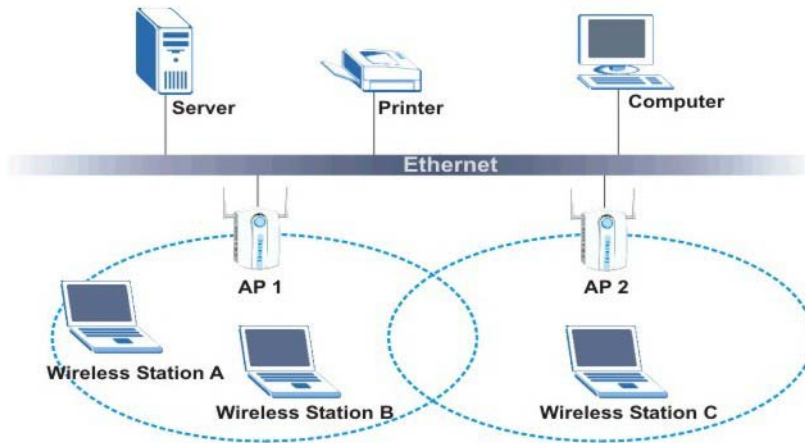 Server
Printer
Computer
Ethernet
AP 1
AP 2
Wireless Station A
Wireless Station B
Wireless Station C